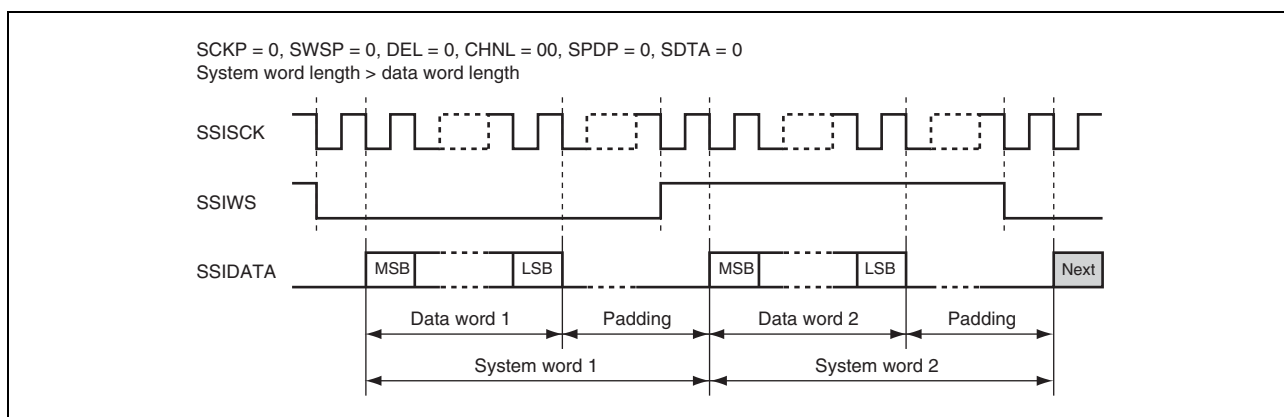 SCKP = 0, SWSP = 0, DEL = 0, CHNL = 00, SPDP = 0, SDTA = 0
System word length > data word length
SSISCK
SSIWS
SSIDATA
MSB
LSB
MSB
LSB
Next
Data word 1
Padding
Data word 2
Padding
System word 1
System word 2